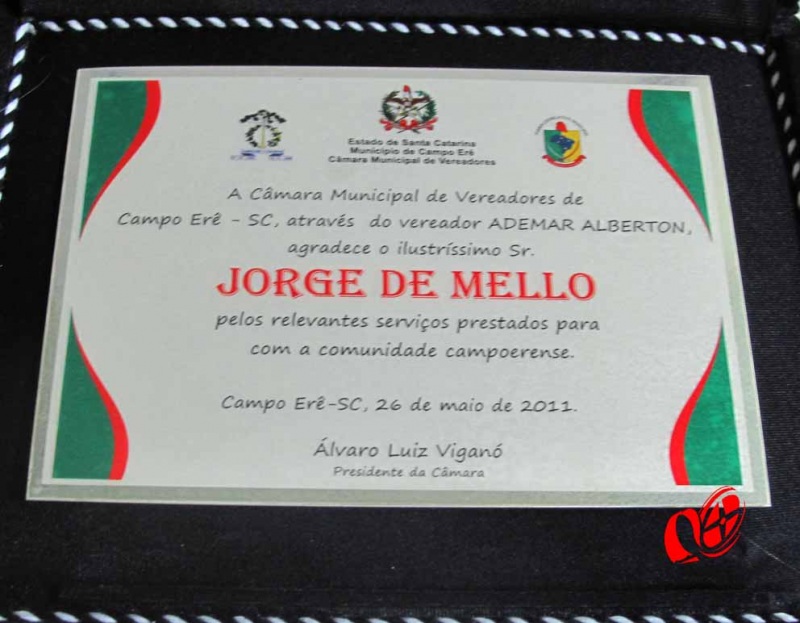 Estado de Santa Catarina
Município de Campo Erê
Câmara Municipal de Vereadores
A Câmara Municipal de Vereadores de
Campo Erê - SC, através do vereador ADEMAR ALBERTON,
agradece o ilustríssimo Sr.
JORGE DE MELLO
pelos relevantes serviços prestados para
com a comunidade campoerense.
Campo Erê-SC, 26 de maio de 2011.
Álvaro Luiz Viganó
Presidente da Câmara